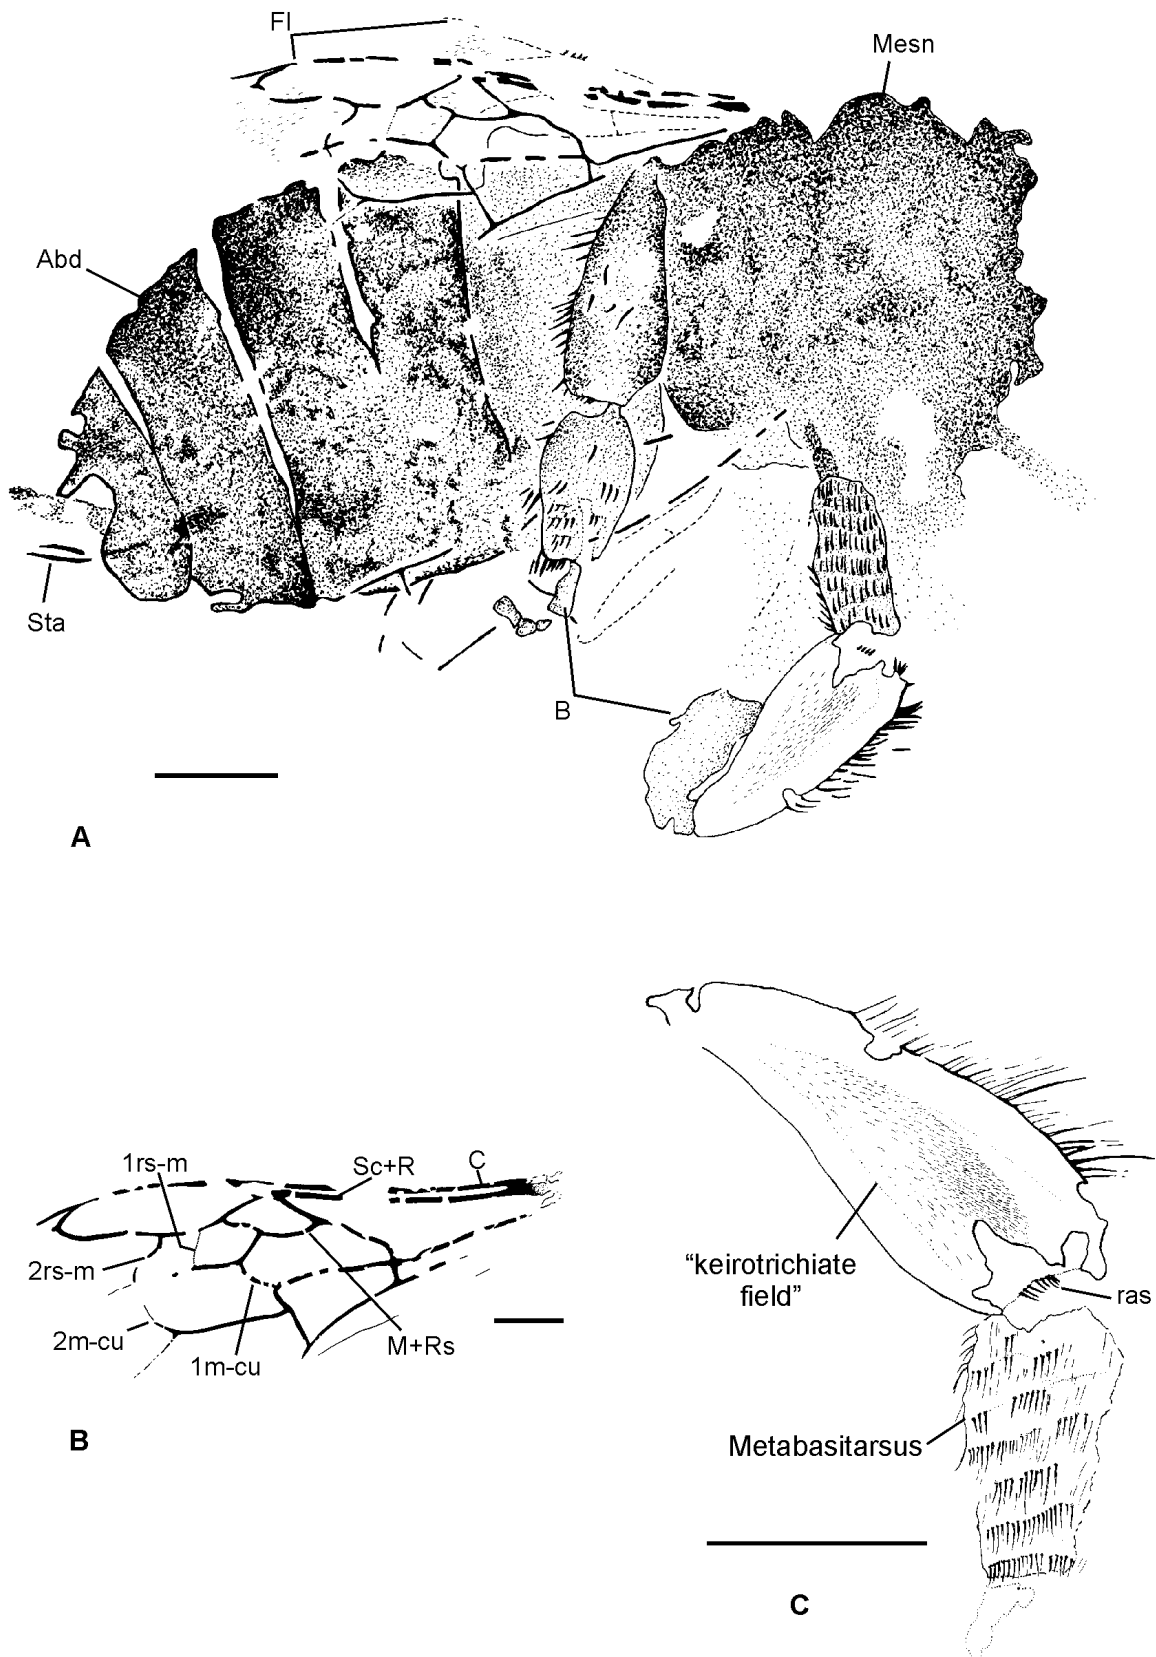 Fl
Mesn
Abd
Sta
B
A
1rs-m
Sc+R
C
2rs-m
2m-cu
1m-cu
M+Rs
B
"keirotrichiate
field"
ras
Metabasitarsus
C